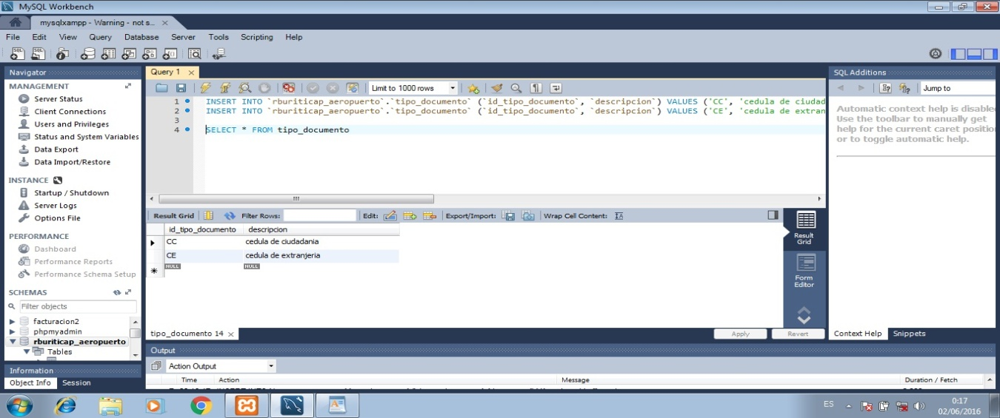 MySQL Workbench
mysqlxampp - Warning - not s...
File Edit View Query Database Server Tools Scripting Help
Navigator
MANAGEMENT
Server Status
Client Connections
Users and Privileges
Status and System Variables
Data Export
Data Import/Restore
INSTANCE
Startup / Shutdown
Server Logs
Options File
PERFORMANCE
Dashboard
Performance Reports
Performance Schema Setup
SCHEMAS
Filter objects
facturacion2
phpmyadmin
rburiticap_aeropuerto
Tables
Information
Object Info Session
Query 1
Limit to 1000 rows
1 INSERT INTO `rburiticap_aeropuerto`.`tipo_documento` (`id_tipo_documento`, `descripcion`) VALUES ('CC', 'cedula de ciudad
2 INSERT INTO `rburiticap_aeropuerto`.`tipo_documento` (`id_tipo_documento`, `descripcion`) VALUES ('CE', 'cedula de extran
3
4 SELECT * FROM tipo_documento
Result Grid Filter Rows: Edit: Export/Import: Wrap Cell Content:
id_tipo_documento descripcion
CC cedula de ciudadania
CE cedula de extranjeria
NULL NULL
Result Grid
Form Editor
tipo_documento 14
Apply Revert
Output
Action Output
Time Action Message Duration / Fetch
SQL Additions
Jump to
Automatic context help is disable
Use the toolbar to manually get
help for the current caret positio
or to toggle automatic help.
Context Help Snippets
ES
0:17
02/06/2016